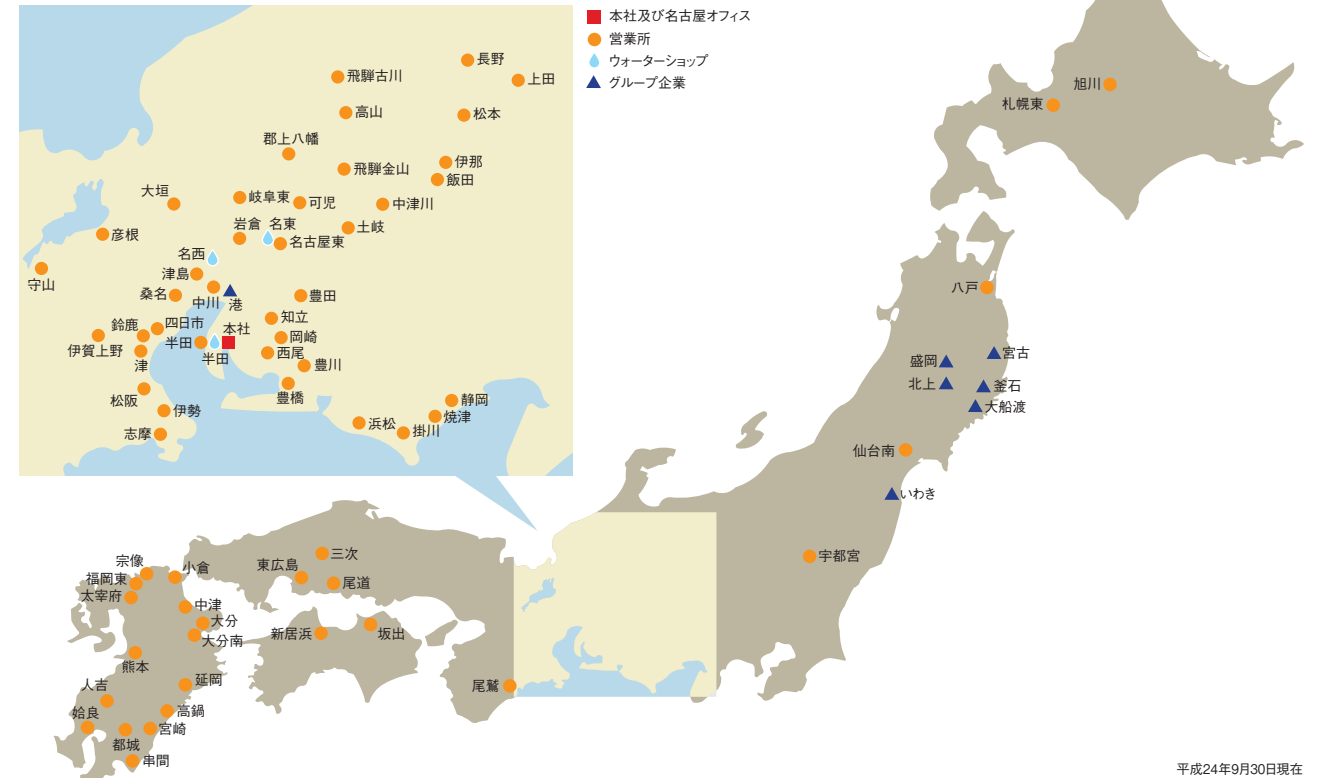 本社及び名古屋オフィス
営業所
ウォーターショップ
グループ企業
長野
飛騨古川
上田
高山
松本
郡上八幡
伊那
飛騨金山
飯田
大垣
岐阜東
可児
中津川
岩倉
名東
土岐
彦根
名古屋東
名西
津島
守山
桑名
中川
港
豊田
知立
鈴鹿
四日市
本社
半田
半田
岡崎
伊賀上野
津
西尾
豊川
松阪
豊橋
伊勢
静岡
焼津
志摩
浜松
掛川
旭川
札幌東
八戸
宮古
盛岡
北上
釜石
大船渡
仙台南
いわき
宇都宮
三次
宗像
小倉
東広島
福岡東
尾道
太宰府
中津
大分
新居浜
坂出
大分南
熊本
延岡
人吉
尾鷲
姶良
高鍋
宮崎
都城
串間
平成24年9月30日現在